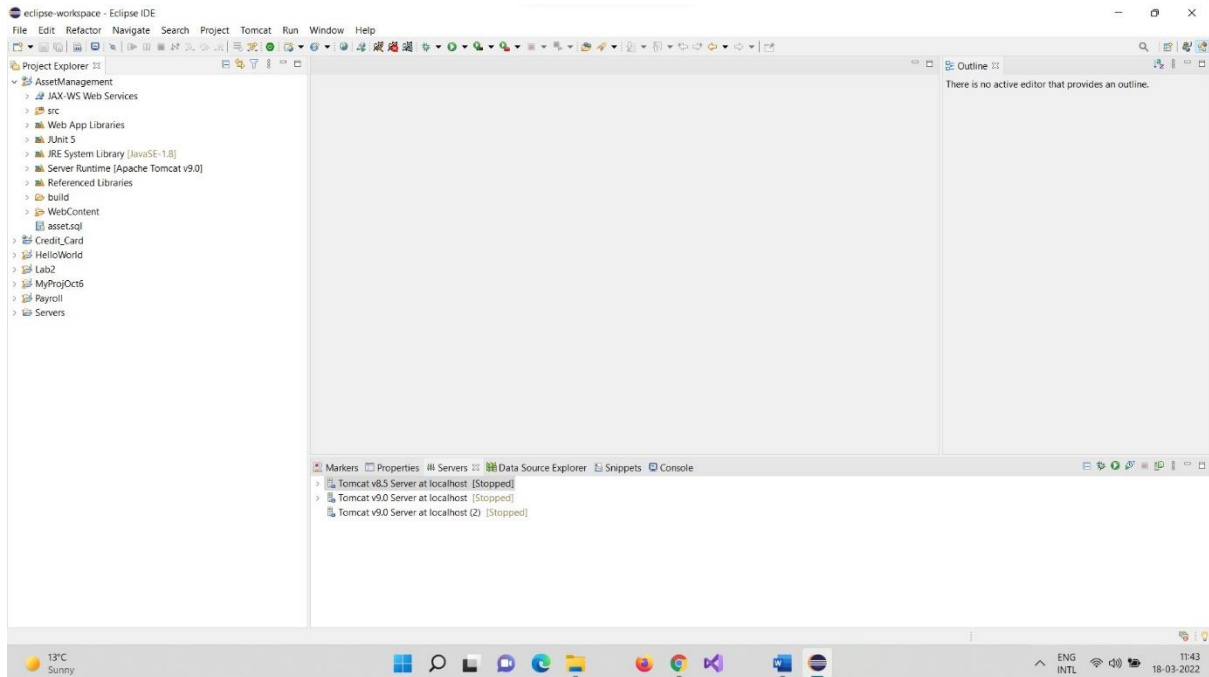 eclipse-workspace - Eclipse IDE
File Edit Refactor Navigate Search Project Tomcat Run Window Help
Project Explorer
AssetManagement
JAX-WS Web Services
src
Web App Libraries
JUnit 5
JRE System Library [JavaSE-1.8]
Server Runtime [Apache Tomcat v9.0]
Referenced Libraries
build
WebContent
asset.sql
Credit_Card
HelloWorld
Lab2
MyProjOct6
Payroll
Servers
Outline
There is no active editor that provides an outline.
Markers Properties Servers Data Source Explorer Snippets Console
Tomcat v8.5 Server at localhost [Stopped]
Tomcat v9.0 Server at localhost [Stopped]
Tomcat v9.0 Server at localhost (2) [Stopped]
13°C
Sunny
ENG
INTL
11:43
18-03-2022